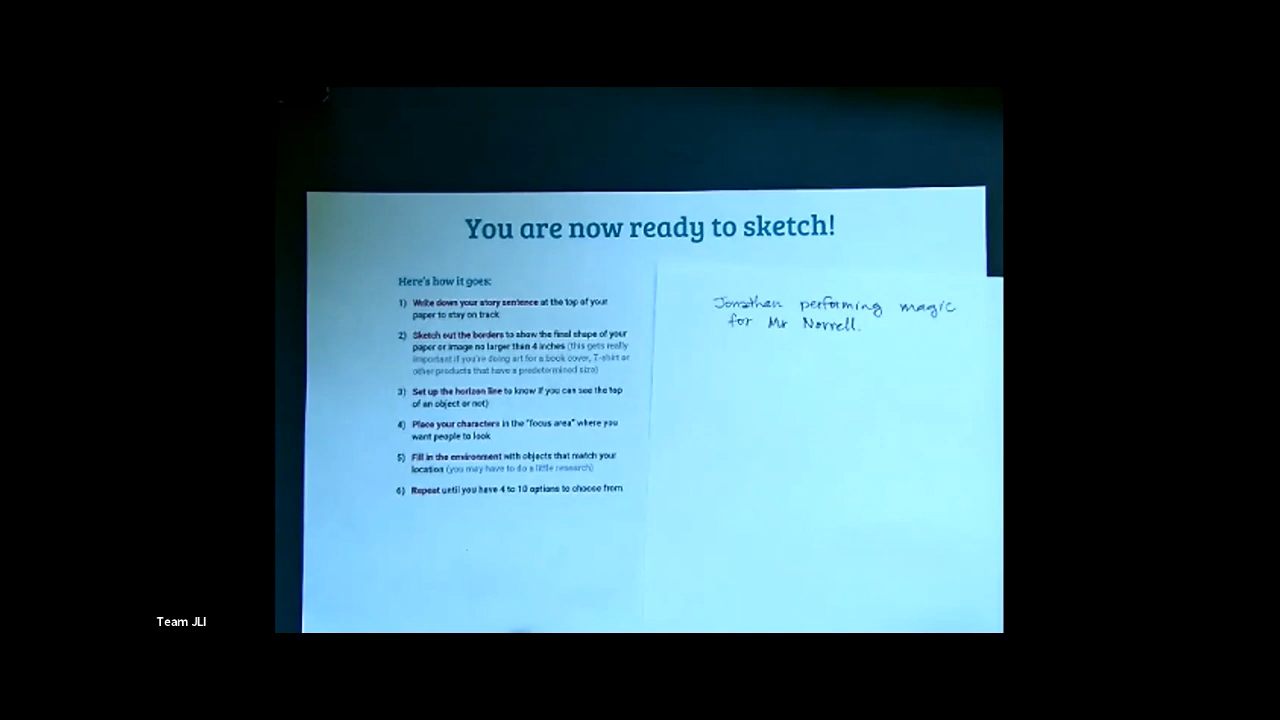 You are now ready to sketch!
Here's how it goes:
1) Write down your story sentence at the top of your
paper to stay on track
2) Sketch out the borders to show the final shape of your
paper or image no larger than 4 inches (this gets really
important if you're doing art for a book cover, T-shirt or
other products that have a predetermined size)
3) Set up the horizon line to know if you can see the top
of an object or not)
4) Place your characters in the "focus area" where you
want people to look
5) Fill in the environment with objects that match your
location (you may have to do a little research)
6) Repeat until you have 4 to 10 options to choose from
Jonathan performing magic
for Mr Norrell.
Team JLI